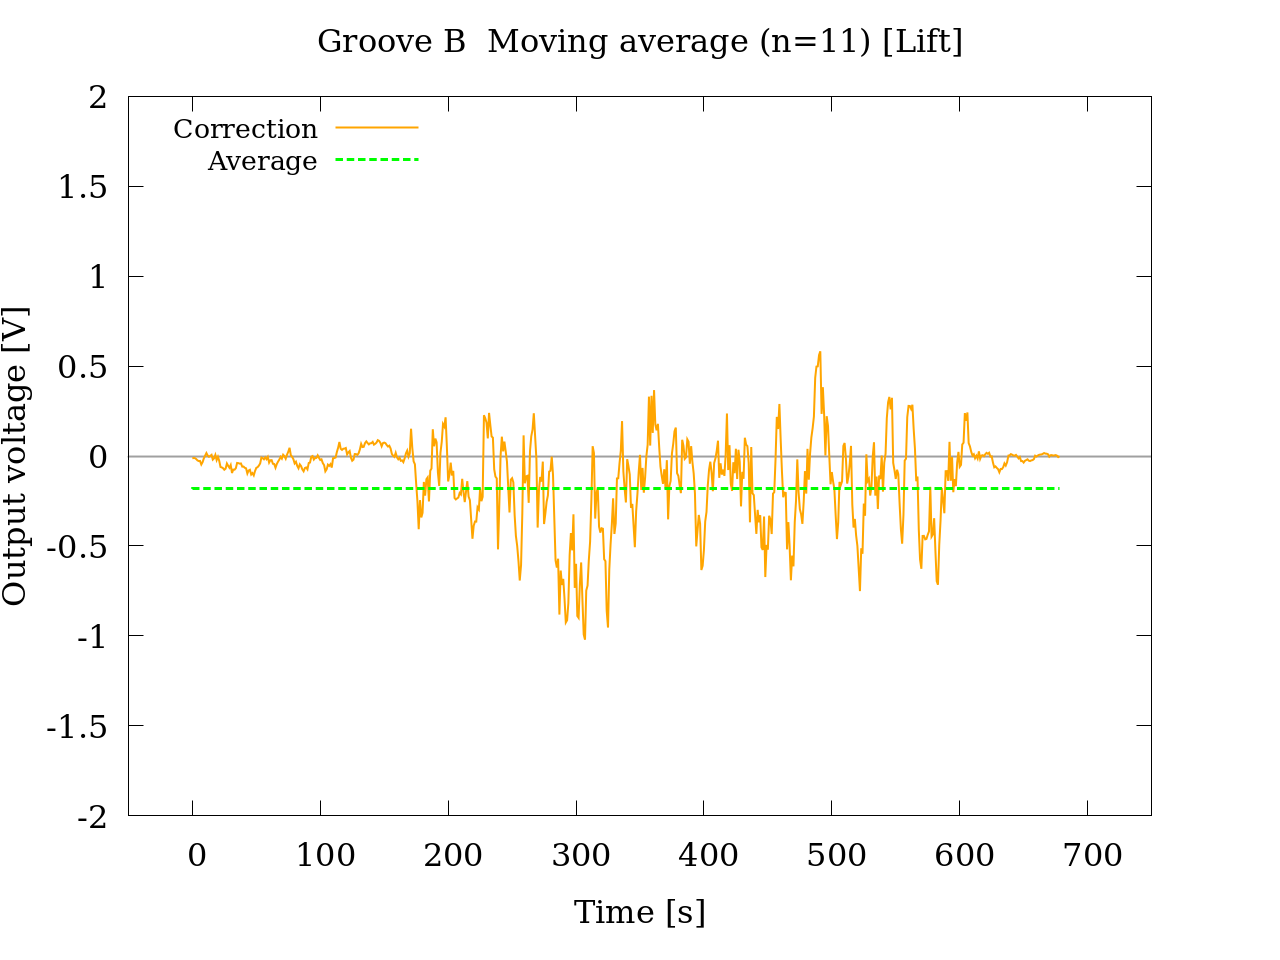 Groove B  Moving average (n=11) [Lift]
Correction
Average
Output voltage [V]
2
1.5
1
0.5
0
-0.5
-1
-1.5
-2
0 100 200 300 400 500 600 700
Time [s]